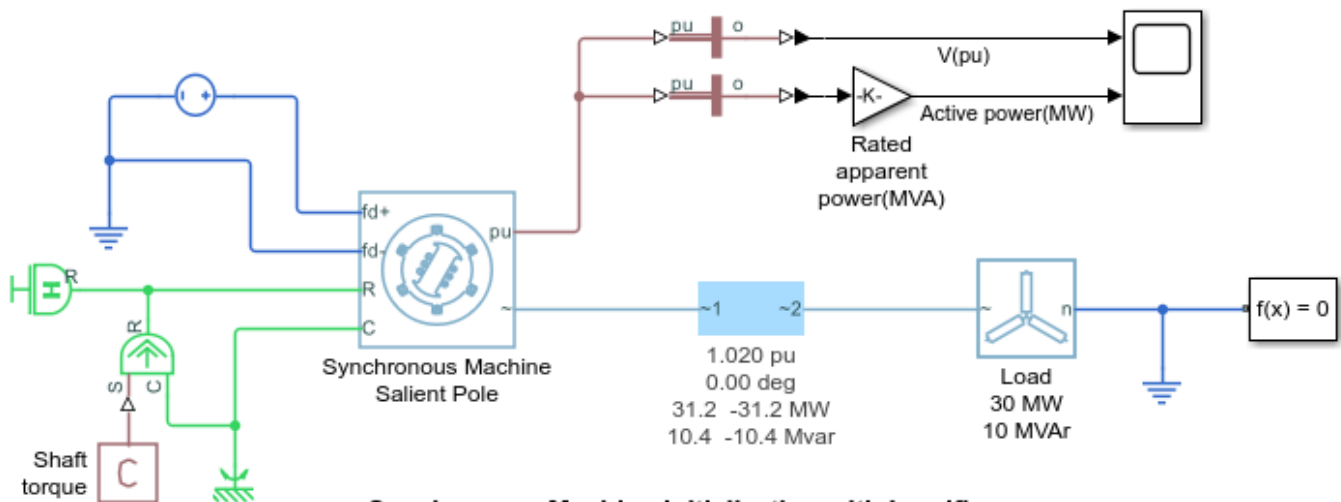 pu
o
V(pu)
pu
o
-K-
Active power(MW)
Rated
apparent
power(MVA)
- +
fd+
fd-
pu
R
R
~
C
~1
~2
~
n
f(x) = 0
R
S
C
Synchronous Machine
Salient Pole
1.020 pu
0.00 deg
31.2 -31.2 MW
10.4 -10.4 Mvar
Load
30 MW
10 MVAr
Shaft
torque
C